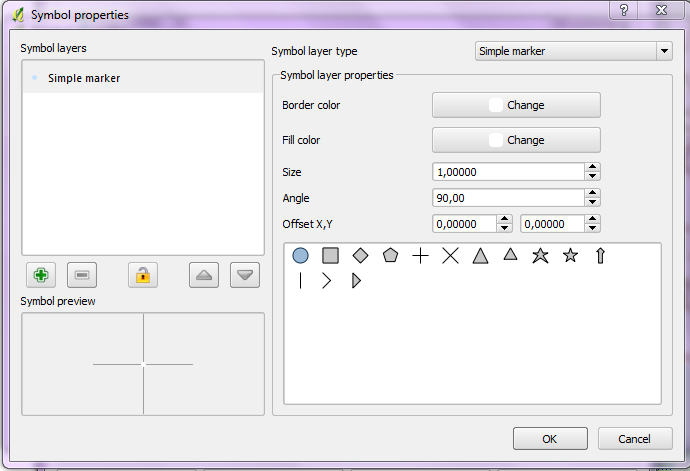 Symbol properties
Symbol layers
Simple marker
Symbol preview
Symbol layer type
Simple marker
Symbol layer properties
Border color
Change
Fill color
Change
Size
1,00000
Angle
90,00
Offset X,Y
0,00000
0,00000
OK
Cancel